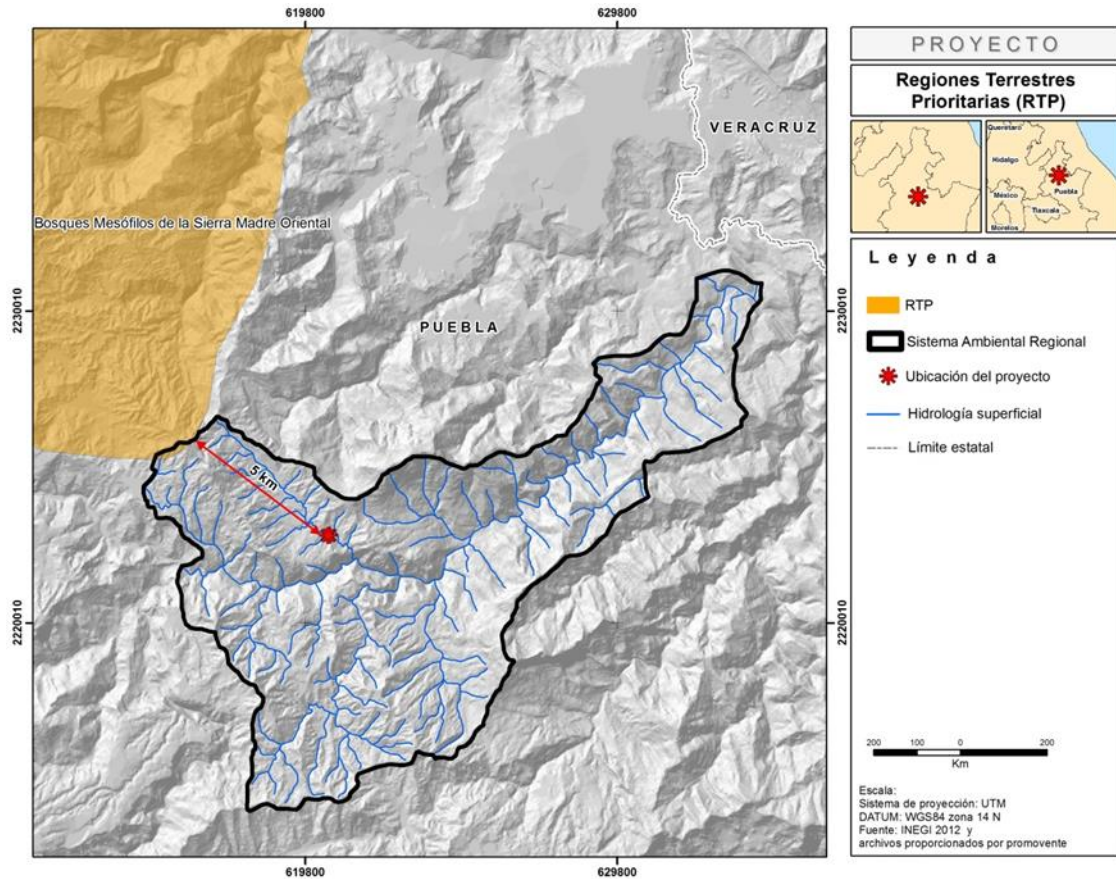 619800
629800
VERACRUZ
Bosques Mesófilos de la Sierra Madre Oriental
2230010
2230010
PUEBLA
5 km
2220010
2220010
619800
629800
PROYECTO
Regiones Terrestres
Prioritarias (RTP)
Querétaro
Hidalgo
México
Puebla
Tlaxcala
Morelos
Leyenda
RTP
Sistema Ambiental Regional
Ubicación del proyecto
Hidrología superficial
Límite estatal
200 100 0 200
Km
Escala:
Sistema de proyección: UTM
DATUM: WGS84 zona 14 N
Fuente: INEGI 2012 y
archivos proporcionados por promovente